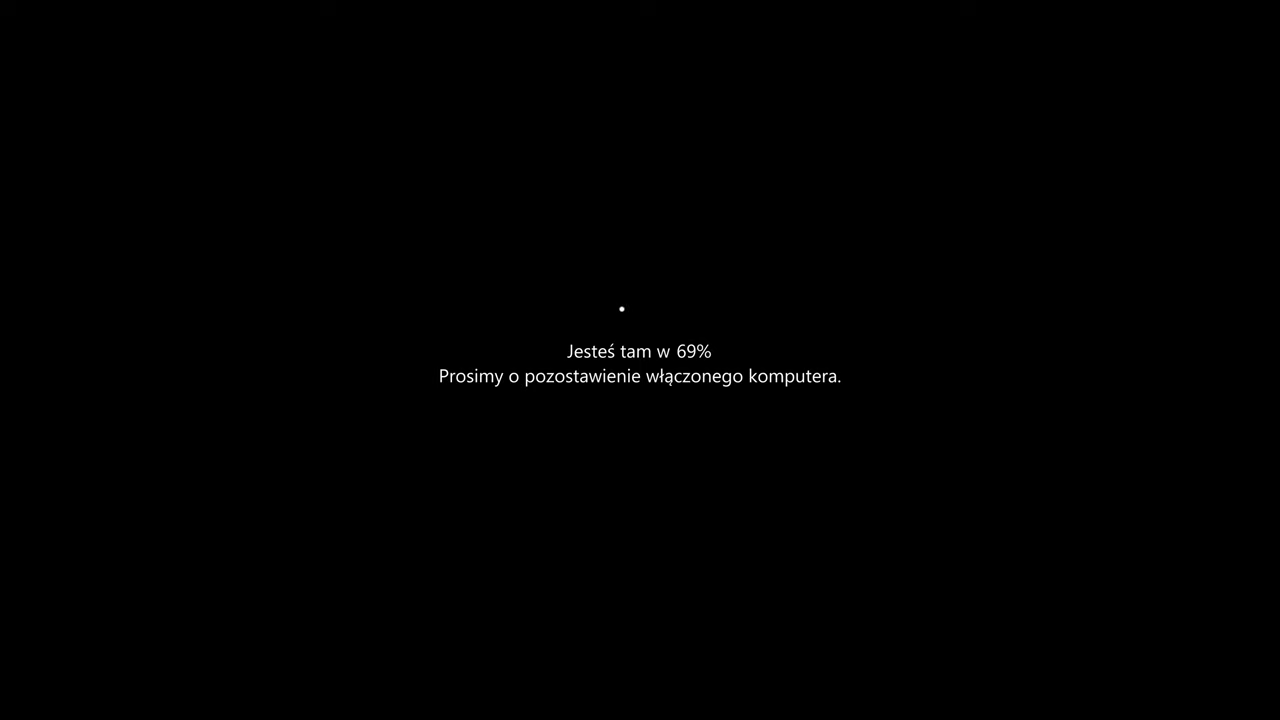 Jesteś tam w 69%
Prosimy o pozostawienie włączonego komputera.